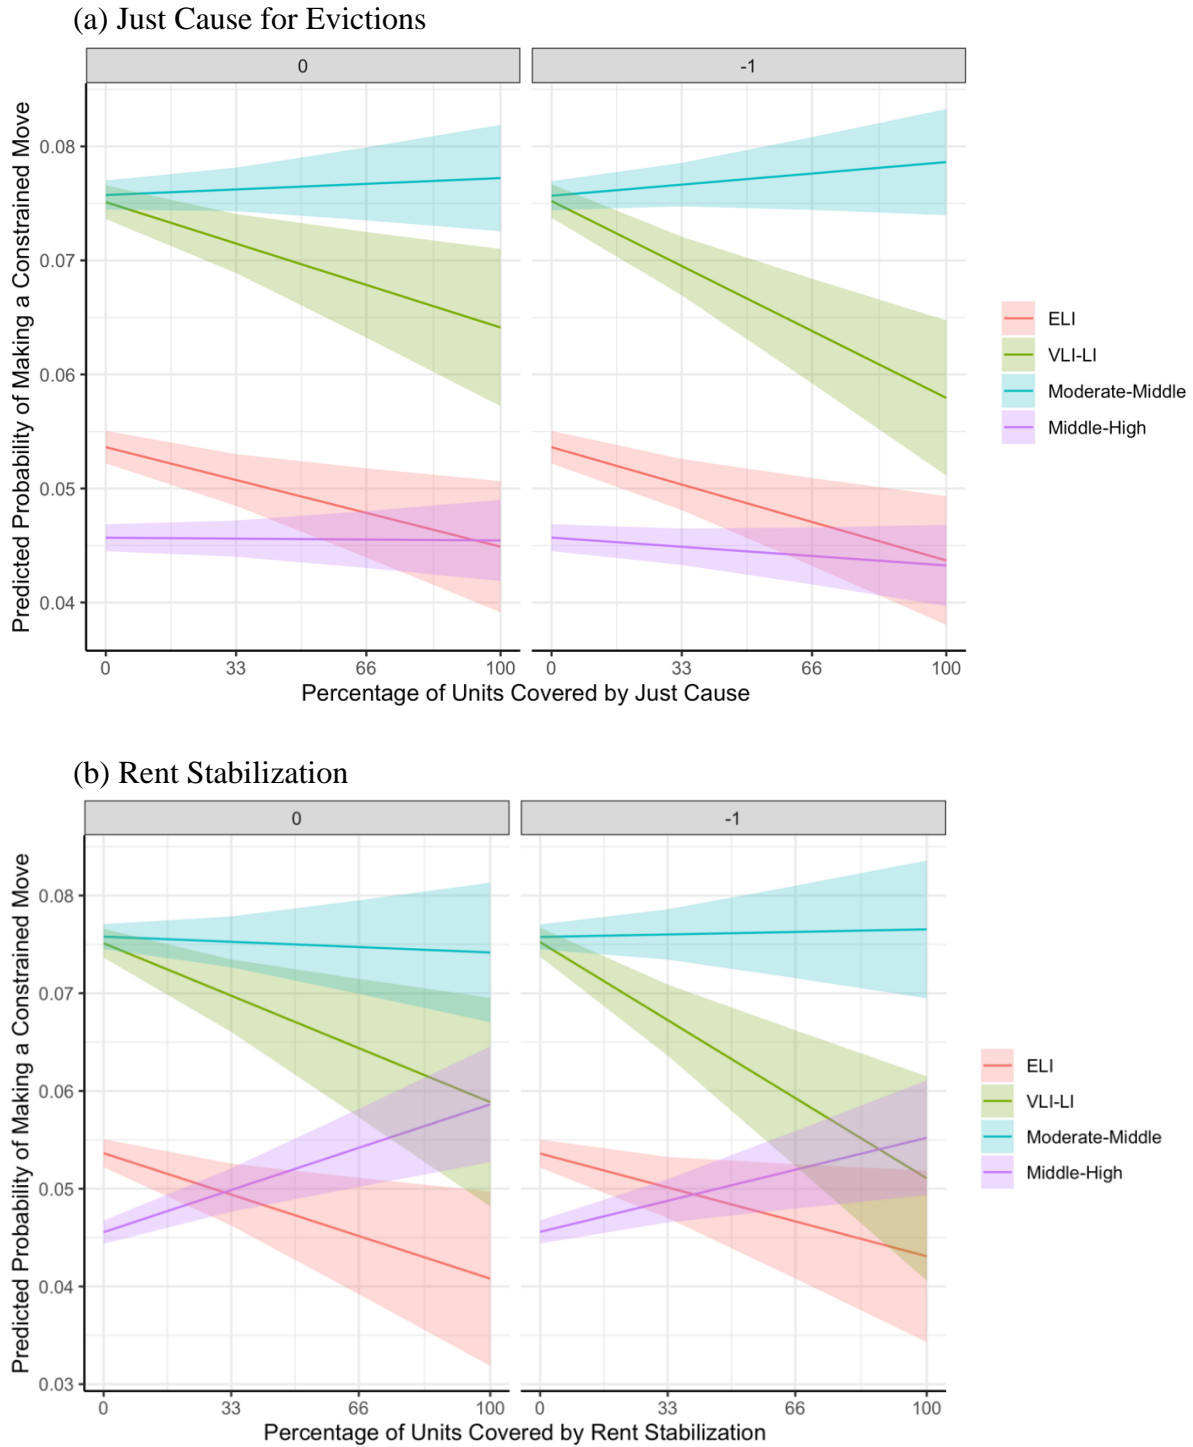 (a) Just Cause for Evictions
0
-1
Predicted Probability of Making a Constrained Move
0.08
0.07
0.06
0.05
0.04
0 33 66 100
0 33 66 100
Percentage of Units Covered by Just Cause
ELI
VLI-LI
Moderate-Middle
Middle-High
(b) Rent Stabilization
0
-1
Predicted Probability of Making a Constrained Move
0.08
0.07
0.06
0.05
0.04
0.03
0 33 66 100
0 33 66 100
Percentage of Units Covered by Rent Stabilization
ELI
VLI-LI
Moderate-Middle
Middle-High